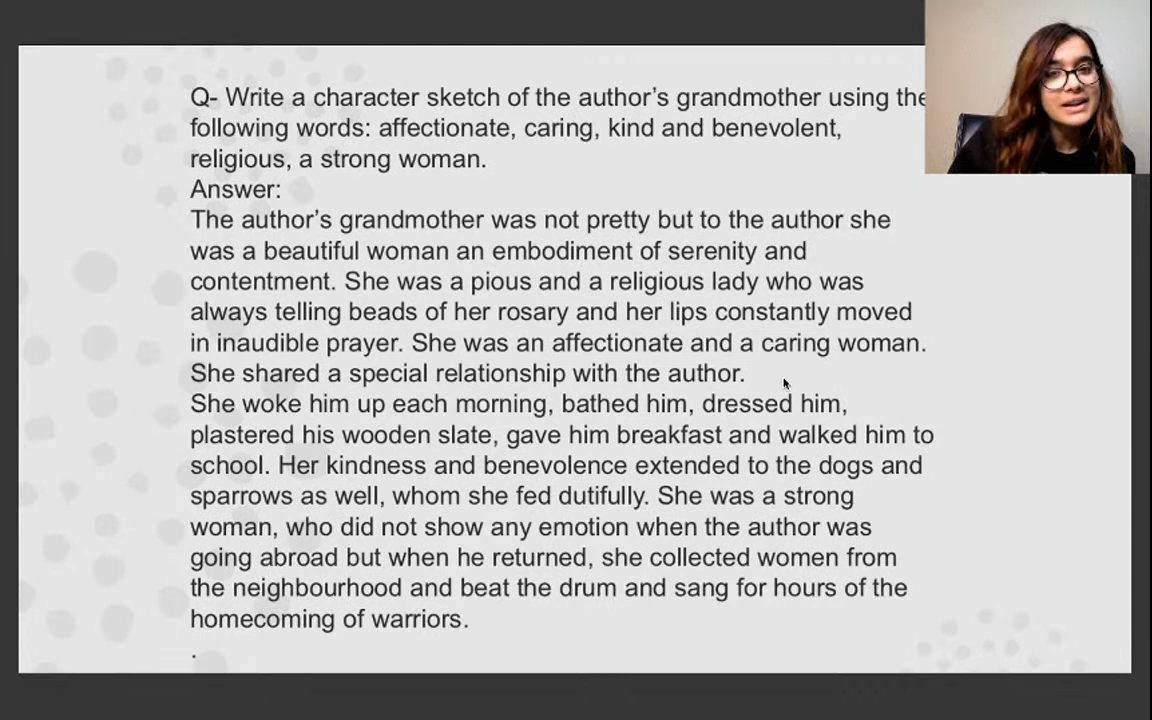 Q- Write a character sketch of the author's grandmother using the
following words: affectionate, caring, kind and benevolent,
religious, a strong woman.
Answer:
The author's grandmother was not pretty but to the author she
was a beautiful woman an embodiment of serenity and
contentment. She was a pious and a religious lady who was
always telling beads of her rosary and her lips constantly moved
in inaudible prayer. She was an affectionate and a caring woman.
She shared a special relationship with the author.
She woke him up each morning, bathed him, dressed him,
plastered his wooden slate, gave him breakfast and walked him to
school. Her kindness and benevolence extended to the dogs and
sparrows as well, whom she fed dutifully. She was a strong
woman, who did not show any emotion when the author was
going abroad but when he returned, she collected women from
the neighbourhood and beat the drum and sang for hours of the
homecoming of warriors.
.